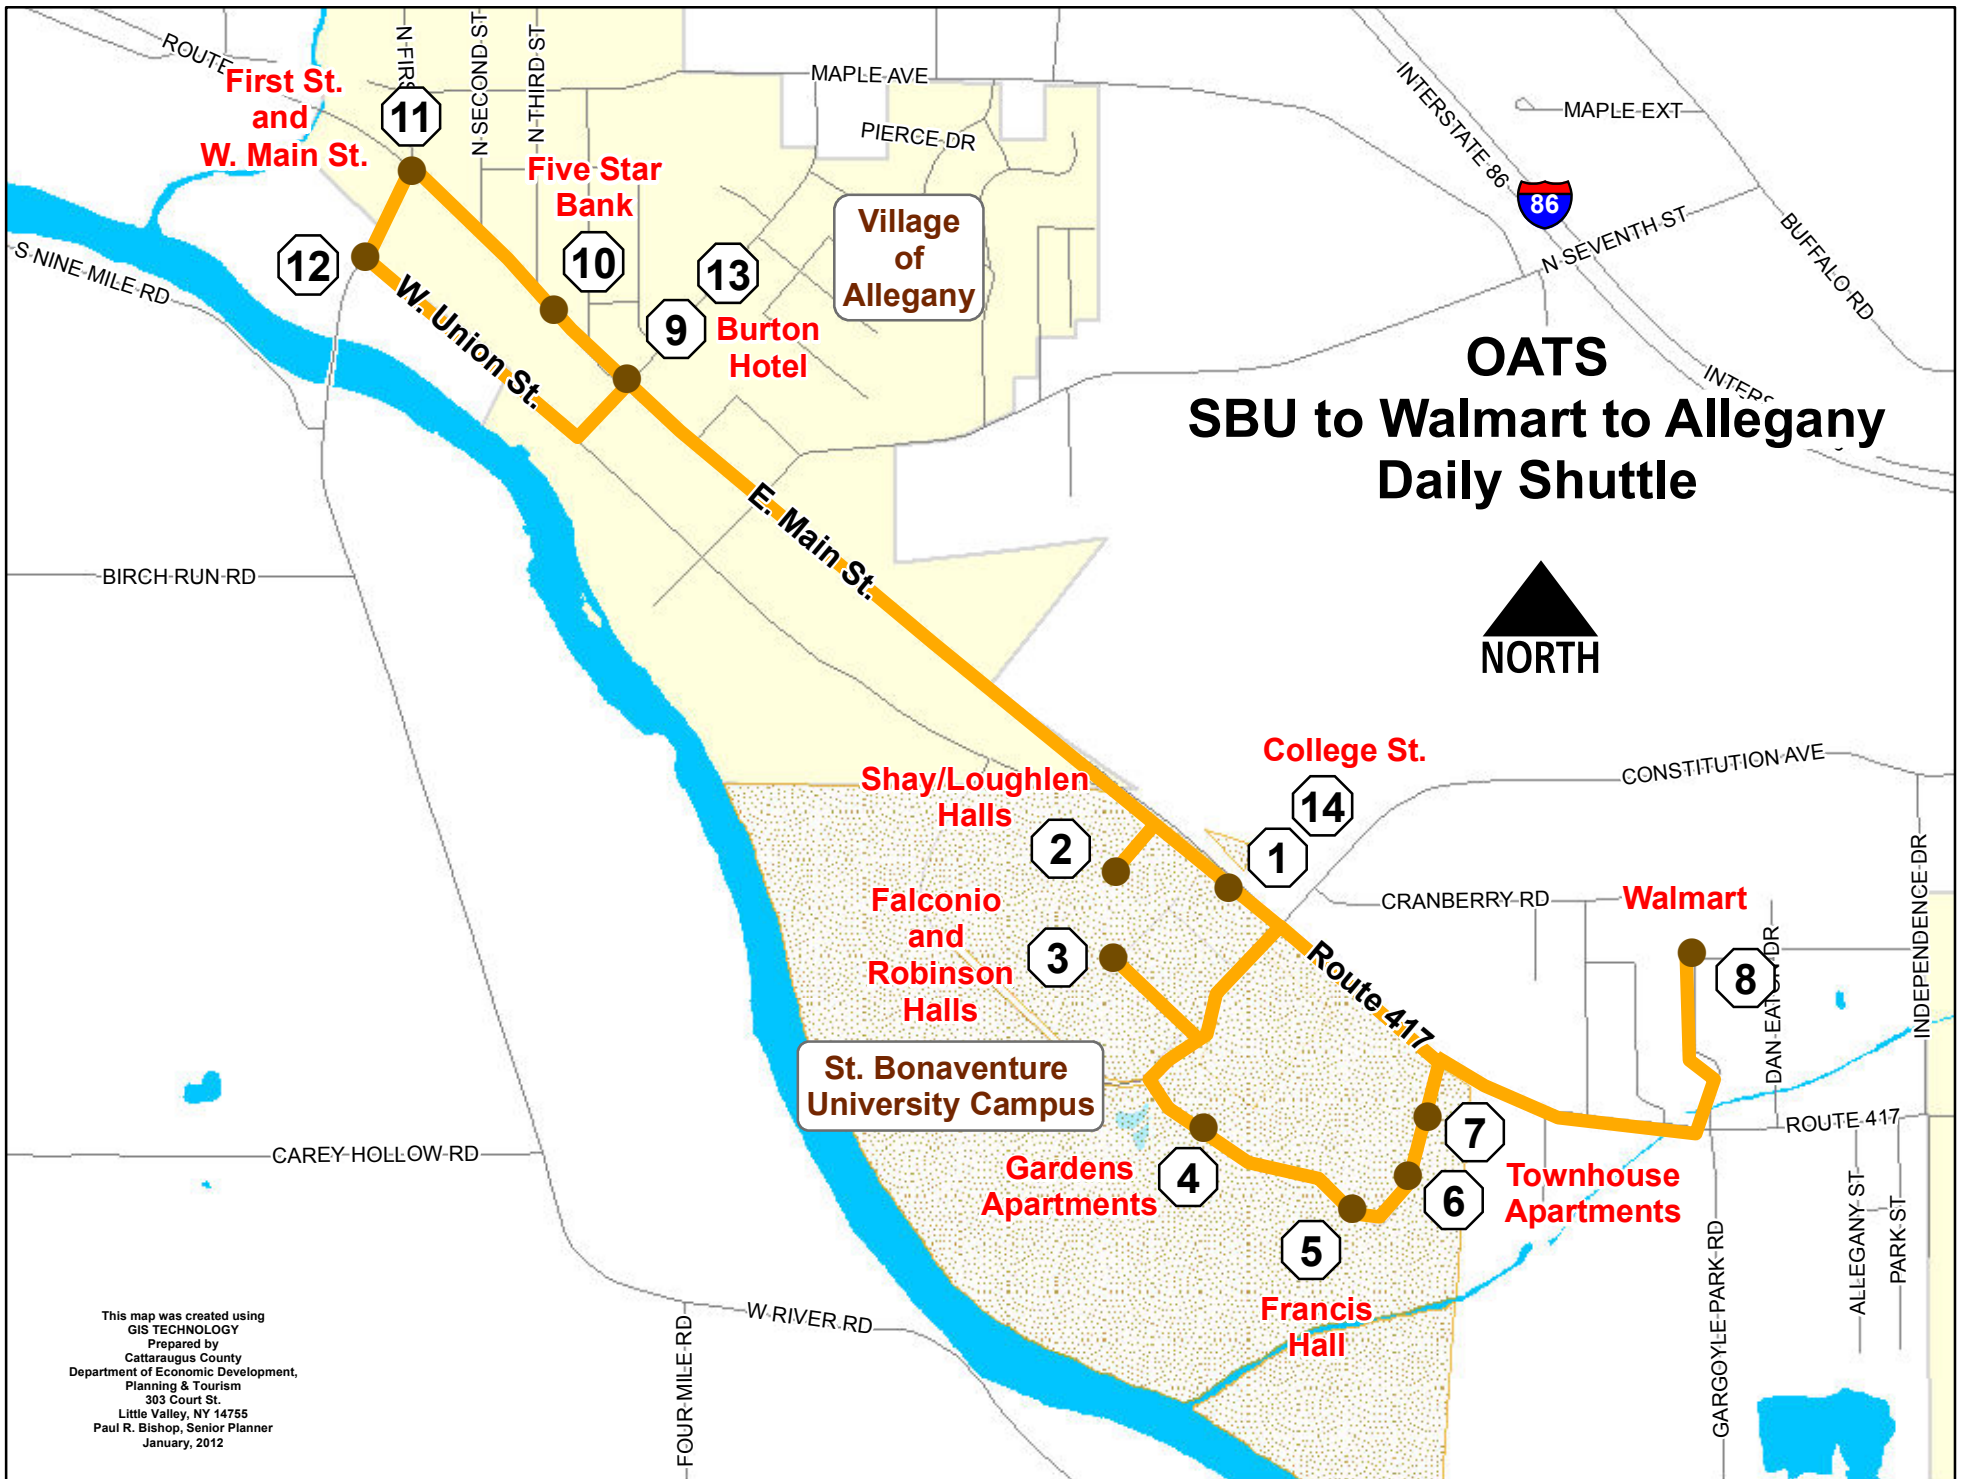 OATS
SBU to Walmart to Allegany
Daily Shuttle
NORTH
ROUTE
N FIRS
N SECOND ST
N THIRD ST
MAPLE AVE
PIERCE DR
INTERSTATE 86
86
MAPLE EXT
N SEVENTH ST
BUFFALO RD
INTERS
First St.
and
W. Main St.
11
Five Star
Bank
10
13
9
Burton
Hotel
Village
of
Allegany
12
S NINE MILE RD
W. Union St.
E. Main St.
BIRCH RUN RD
College St.
14
1
CONSTITUTION AVE
Shay/Loughlen
Halls
2
CRANBERRY RD
Walmart
8
INDEPENDENCE DR
DAN EATON DR
Falconio
and
Robinson
Halls
3
Route 417
St. Bonaventure
University Campus
ROUTE 417
7
6
Townhouse
Apartments
Gardens
Apartments
4
5
Francis
Hall
CAREY HOLLOW RD
W RIVER RD
FOUR MILE RD
GARGOYLE PARK RD
ALLEGANY ST
PARK ST
This map was created using
GIS TECHNOLOGY
Prepared by
Cattaraugus County
Department of Economic Development,
Planning & Tourism
303 Court St.
Little Valley, NY 14755
Paul R. Bishop, Senior Planner
January, 2012